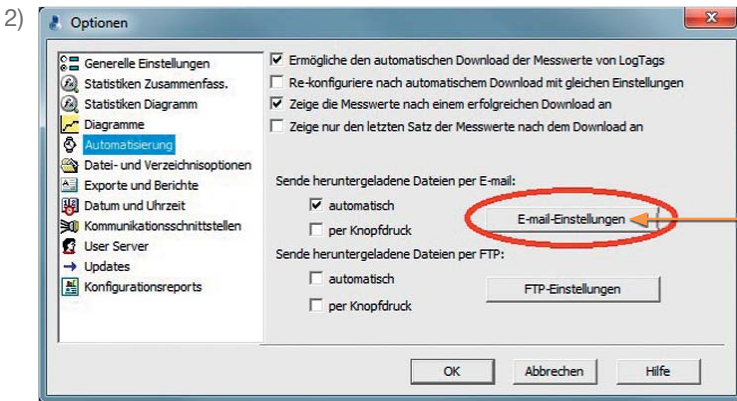 2)
Optionen
Generelle Einstellungen
Statistiken Zusammenfass.
Statistiken Diagramm
Diagramme
Automatisierung
Datei- und Verzeichnisoptionen
Exporte und Berichte
Datum und Uhrzeit
Kommunikationsschnittstellen
User Server
Updates
Konfigurationsreports
Ermögliche den automatischen Download der Messwerte von LogTags
Re-konfiguriere nach automatischem Download mit gleichen Einstellungen
Zeige die Messwerte nach einem erfolgreichen Download an
Zeige nur den letzten Satz der Messwerte nach dem Download an
Sende heruntergeladene Dateien per E-mail:
automatisch
per Knopfdruck
E-mail-Einstellungen
Sende heruntergeladene Dateien per FTP:
automatisch
per Knopfdruck
FTP-Einstellungen
OK
Abbrechen
Hilfe